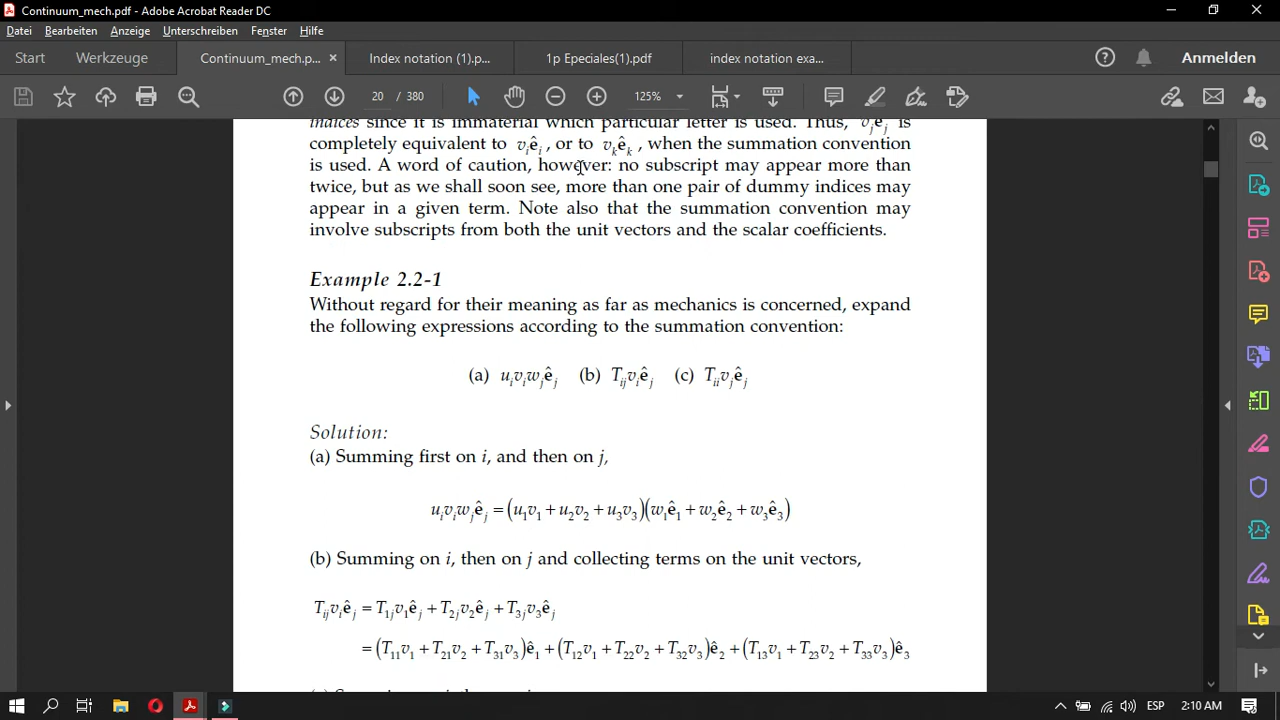 Continuum_mech.pdf - Adobe Acrobat Reader DC
Datei Bearbeiten Anzeige Unterschreiben Fenster Hilfe
Start Werkzeuge Continuum_mech.p... × Index notation (1).p... 1p Epeciales(1).pdf index notation exa... Anmelden
20 / 380 125%
indices since it is immaterial which particular letter is used. Thus, v_j ê_j is
completely equivalent to v_i ê_i, or to v_k ê_k, when the summation convention
is used. A word of caution, however: no subscript may appear more than
twice, but as we shall soon see, more than one pair of dummy indices may
appear in a given term. Note also that the summation convention may
involve subscripts from both the unit vectors and the scalar coefficients.
Example 2.2-1
Without regard for their meaning as far as mechanics is concerned, expand
the following expressions according to the summation convention:
(a) u_i v_i w_j ê_j (b) T_ij v_i ê_j (c) T_ii v_j ê_j
Solution:
(a) Summing first on i, and then on j,
u_i v_i w_j ê_j = (u_1 v_1 + u_2 v_2 + u_3 v_3)(w_1 ê_1 + w_2 ê_2 + w_3 ê_3)
(b) Summing on i, then on j and collecting terms on the unit vectors,
T_ij v_i ê_j = T_1j v_1 ê_j + T_2j v_2 ê_j + T_3j v_3 ê_j
= (T_11 v_1 + T_21 v_2 + T_31 v_3) ê_1 + (T_12 v_1 + T_22 v_2 + T_32 v_3) ê_2 + (T_13 v_1 + T_23 v_2 + T_33 v_3) ê_3
ESP 2:10 AM